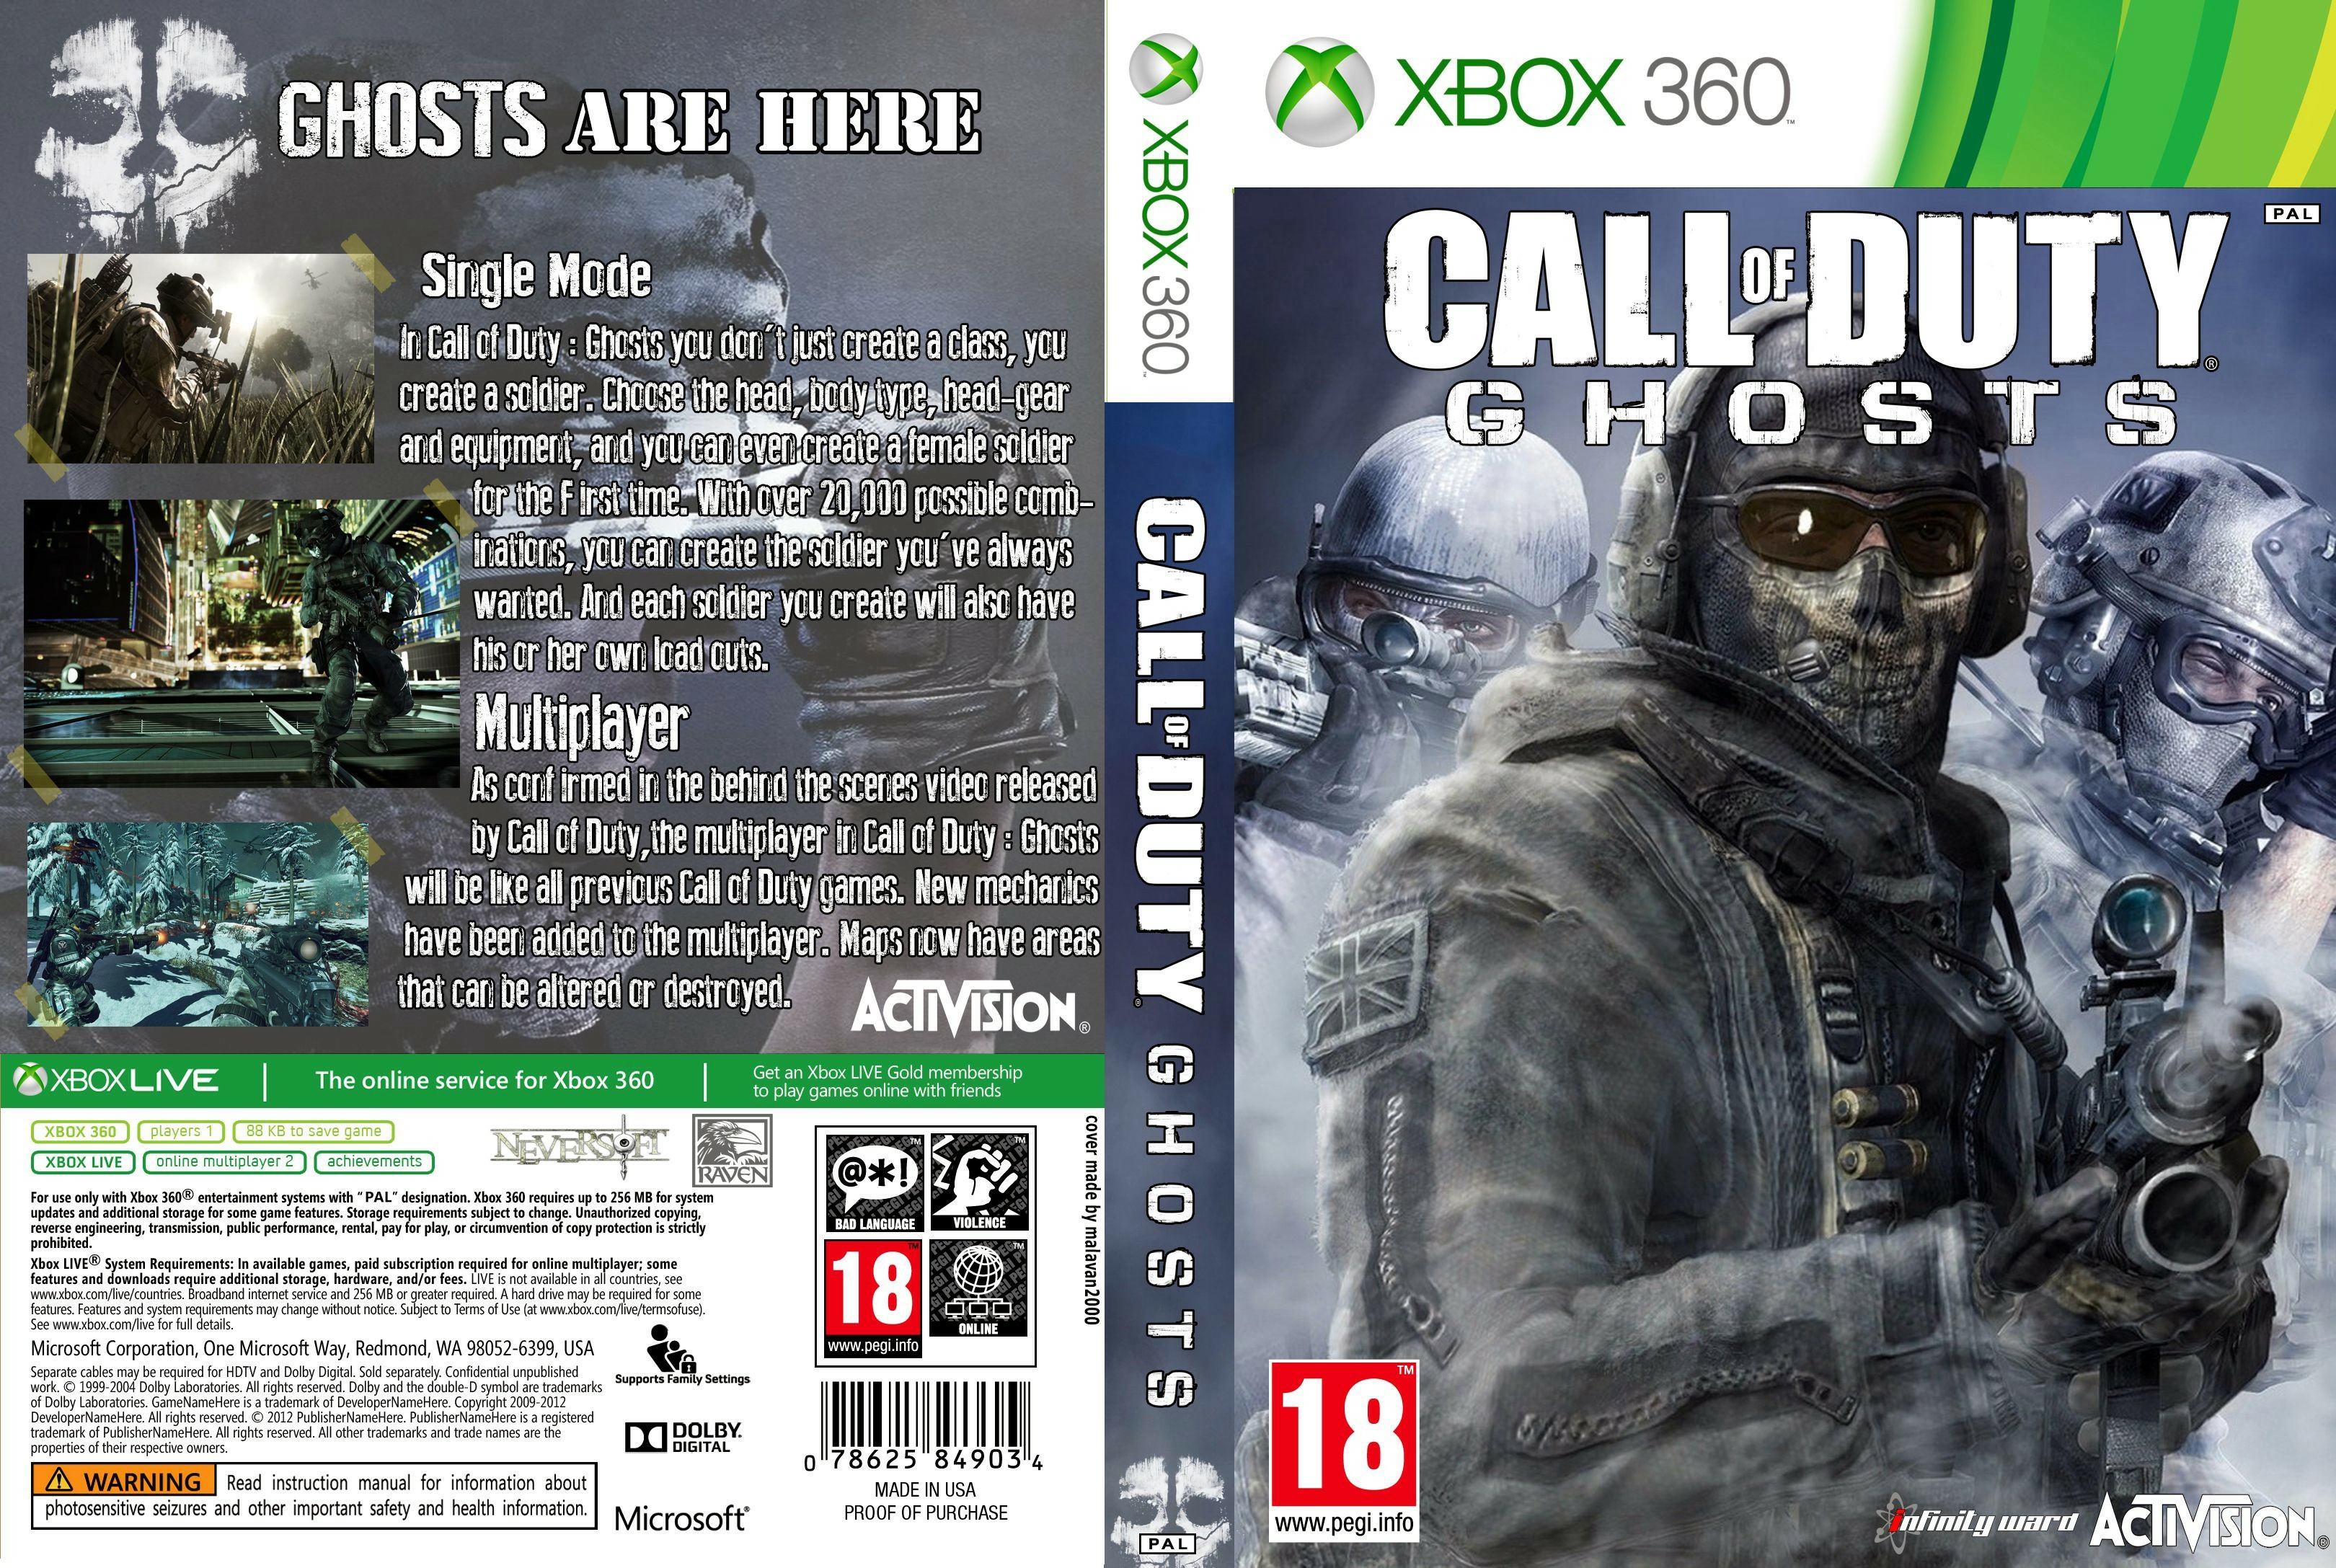 GHOSTS ARE HERE
Single Mode
In Call of Duty : Ghosts you don´t just create a class, you
create a soldier. Choose the head, body type, head-gear
and equipment, and you can even create a female soldier
for the F irst time. With over 20,000 possible comb-
inations, you can create the soldier you´ve always
wanted. And each soldier you create will also have
his or her own load outs.
Multiplayer
As conf irmed in the behind the scenes video released
by Call of Duty,the multiplayer in Call of Duty : Ghosts
will be like all previous Call of Duty games. New mechanics
have been added to the multiplayer. Maps now have areas
that can be altered or destroyed.
ACTIVISION®
XBOX LIVE
The online service for Xbox 360
Get an Xbox LIVE Gold membership
to play games online with friends
XBOX 360 players 1 88 KB to save game
XBOX LIVE online multiplayer 2 achievements
NEVERSOFT
RAVEN
For use only with Xbox 360® entertainment systems with “PAL” designation. Xbox 360 requires up to 256 MB for system
updates and additional storage for some game features. Storage requirements subject to change. Unauthorized copying,
reverse engineering, transmission, public performance, rental, pay for play, or circumvention of copy protection is strictly
prohibited.
Xbox LIVE® System Requirements: In available games, paid subscription required for online multiplayer; some
features and downloads require additional storage, hardware, and/or fees. LIVE is not available in all countries, see
www.xbox.com/live/countries. Broadband internet service and 256 MB or greater required. A hard drive may be required for some
features. Features and system requirements may change without notice. Subject to Terms of Use (at www.xbox.com/live/termsofuse).
See www.xbox.com/live for full details.
Microsoft Corporation, One Microsoft Way, Redmond, WA 98052-6399, USA
Separate cables may be required for HDTV and Dolby Digital. Sold separately. Confidential unpublished
work. © 1999-2004 Dolby Laboratories. All rights reserved. Dolby and the double-D symbol are trademarks
of Dolby Laboratories. GameNameHere is a trademark of DeveloperNameHere. Copyright 2009-2012
DeveloperNameHere. All rights reserved. © 2012 PublisherNameHere. PublisherNameHere is a registered
trademark of PublisherNameHere. All rights reserved. All other trademarks and trade names are the
properties of their respective owners.
WARNING Read instruction manual for information about
photosensitive seizures and other important safety and health information.
Supports Family Settings
DOLBY.
DIGITAL
Microsoft®
@*!
BAD LANGUAGE
VIOLENCE
18
www.pegi.info
ONLINE
0 78625 84903 4
MADE IN USA
PROOF OF PURCHASE
cover made by malavan2000
XBOX 360™
CALL OF DUTY®
GHOSTS
PAL
XBOX 360™
PAL
CALL OF DUTY®
GHOSTS
18™
www.pegi.info
infinity ward
ACTIVISION®